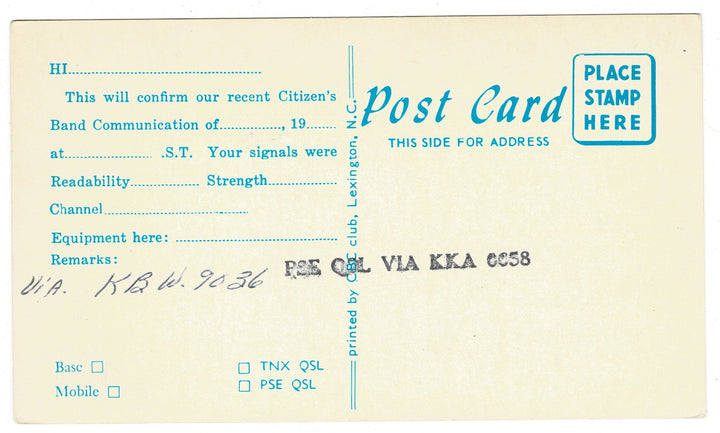 HI
This will confirm our recent Citizen's
Band Communication of ............, 19.......
at ............ .S.T. Your signals were
Readability ............ Strength ............
Channel ............
Equipment here: ............
Remarks:
Via. KBW. 9036
Base □
Mobile □
□ TNX QSL
□ PSE QSL
printed by CBC club, Lexington, N.C.
Post Card
THIS SIDE FOR ADDRESS
PLACE
STAMP
HERE
PSE QSL VIA KKA 6658